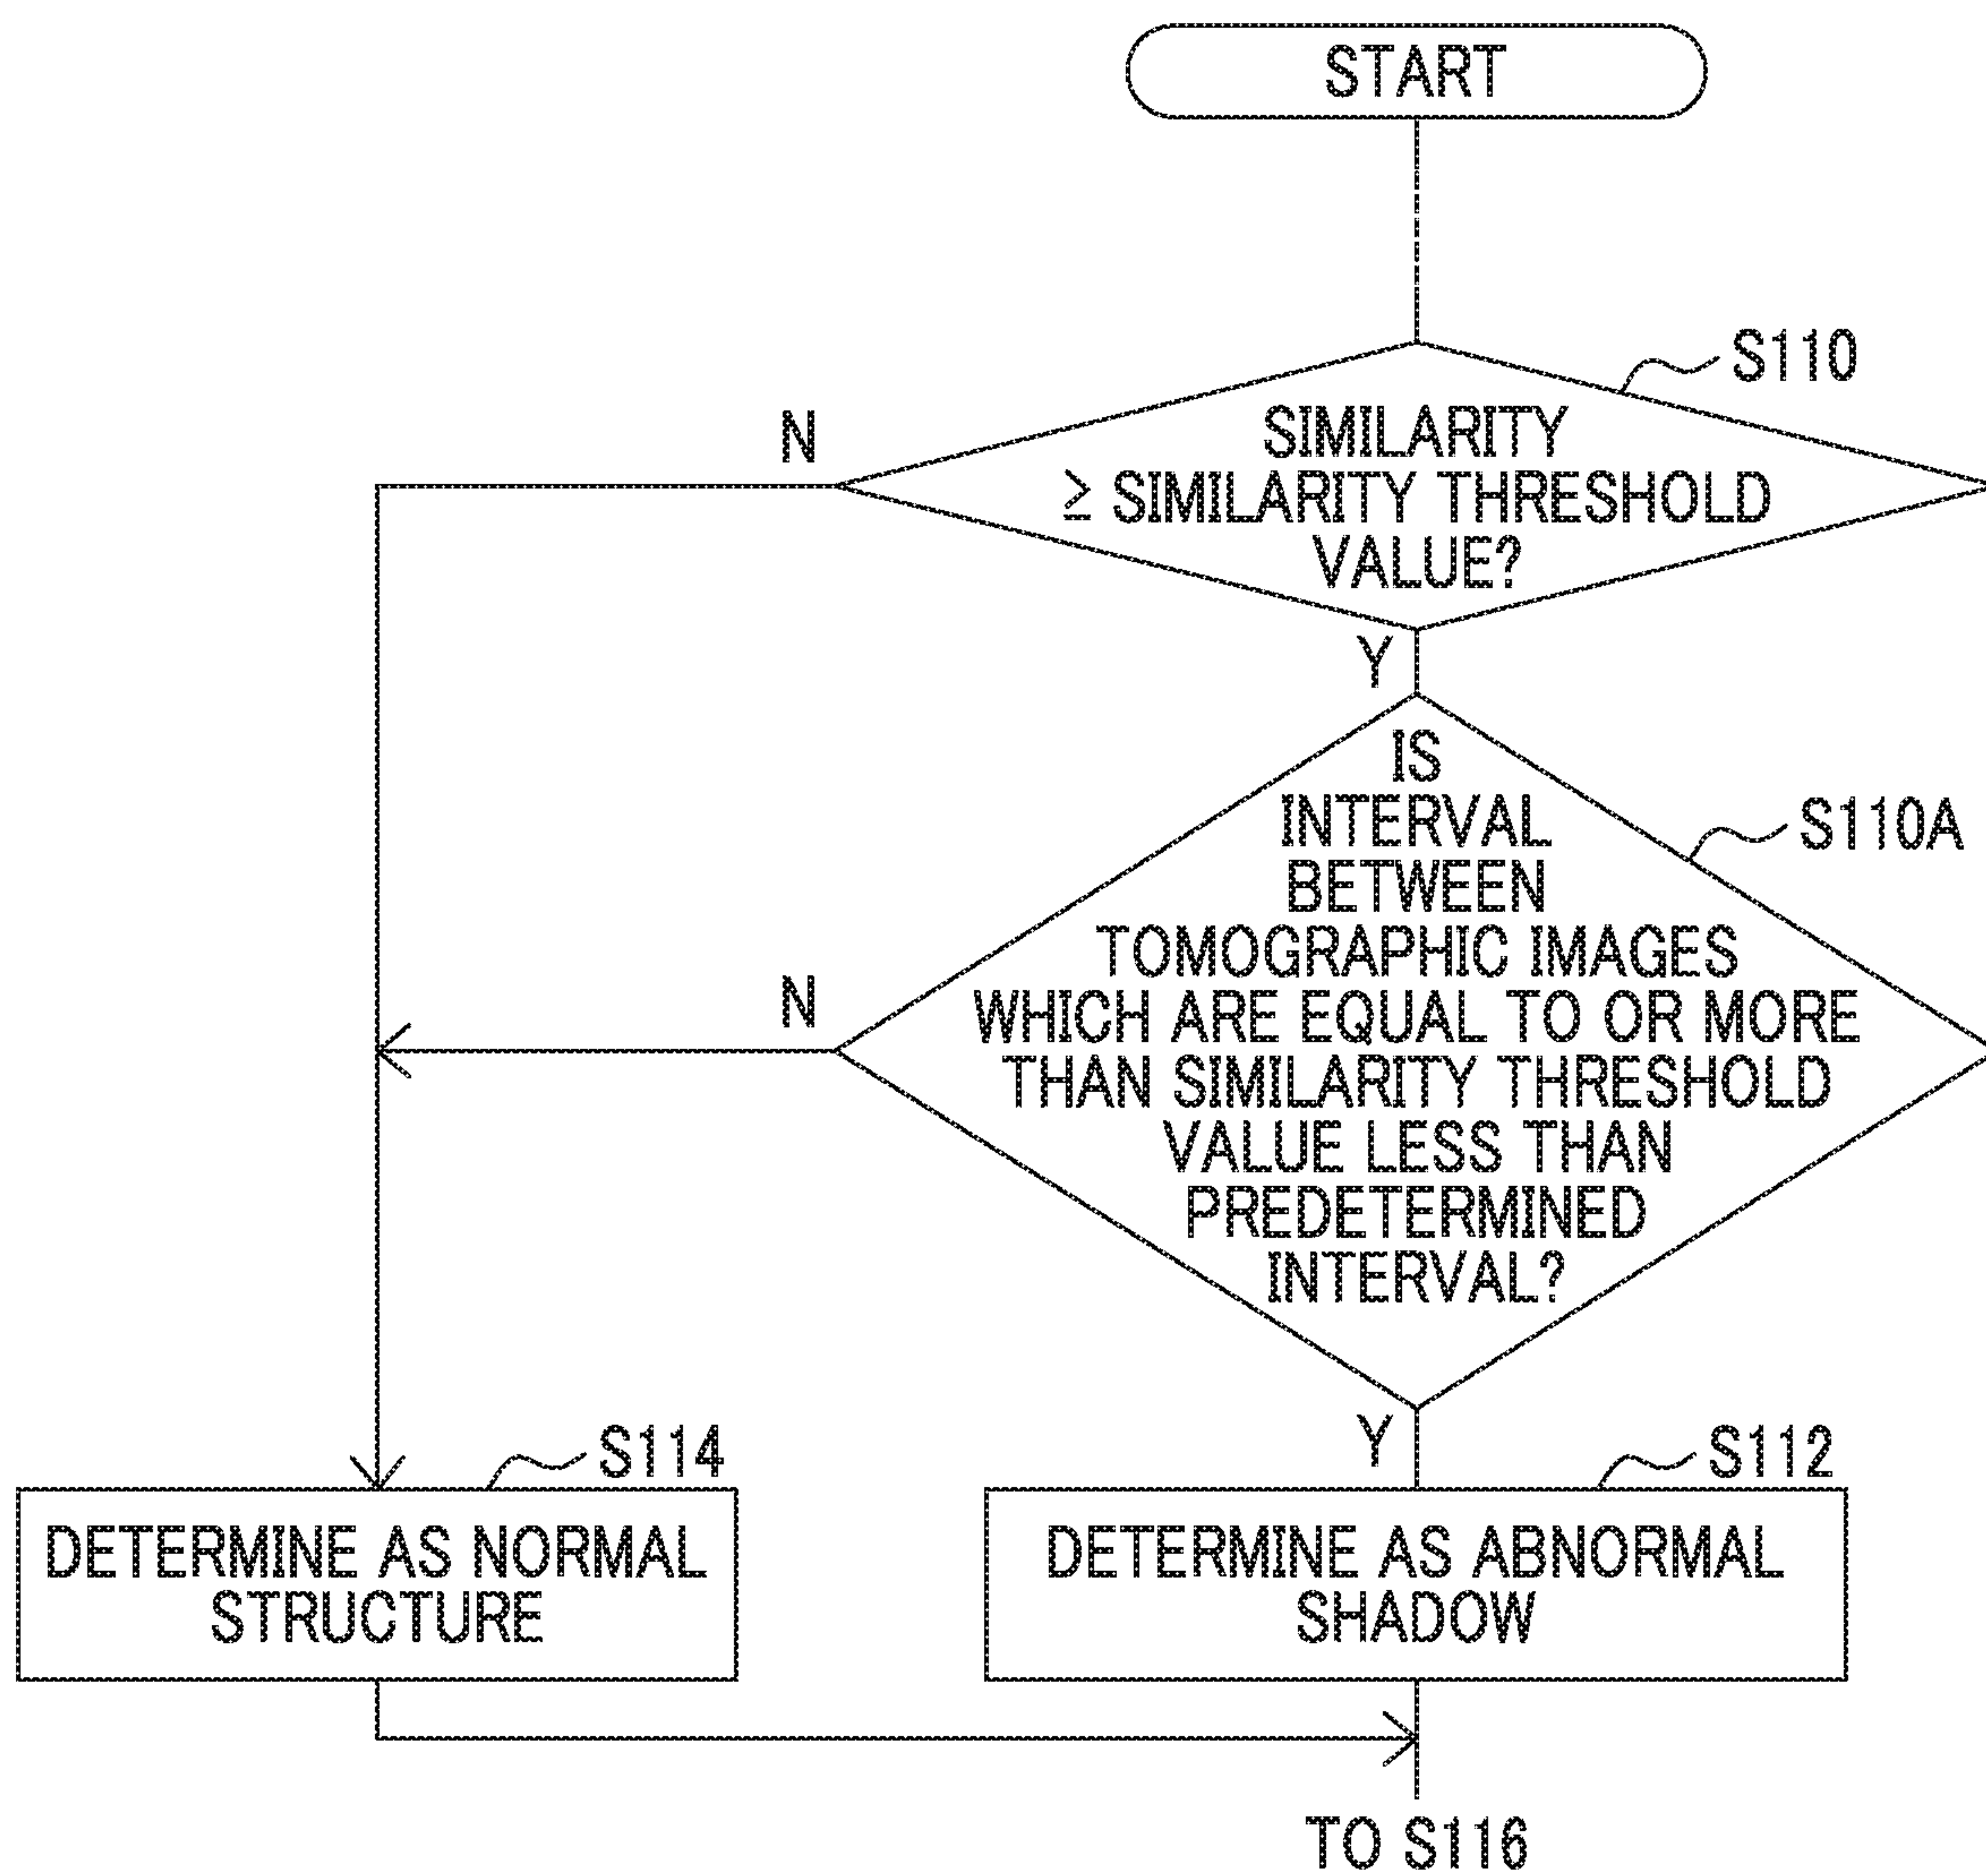 START
S110
N
SIMILARITY
≥ SIMILARITY THRESHOLD
VALUE?
Y
IS
INTERVAL
S110A
BETWEEN
TOMOGRAPHIC IMAGES
N
WHICH ARE EQUAL TO OR MORE
THAN SIMILARITY THRESHOLD
VALUE LESS THAN
PREDETERMINED
INTERVAL?
Y
S114
S112
DETERMINE AS NORMAL
STRUCTURE
DETERMINE AS ABNORMAL
SHADOW
TO S116